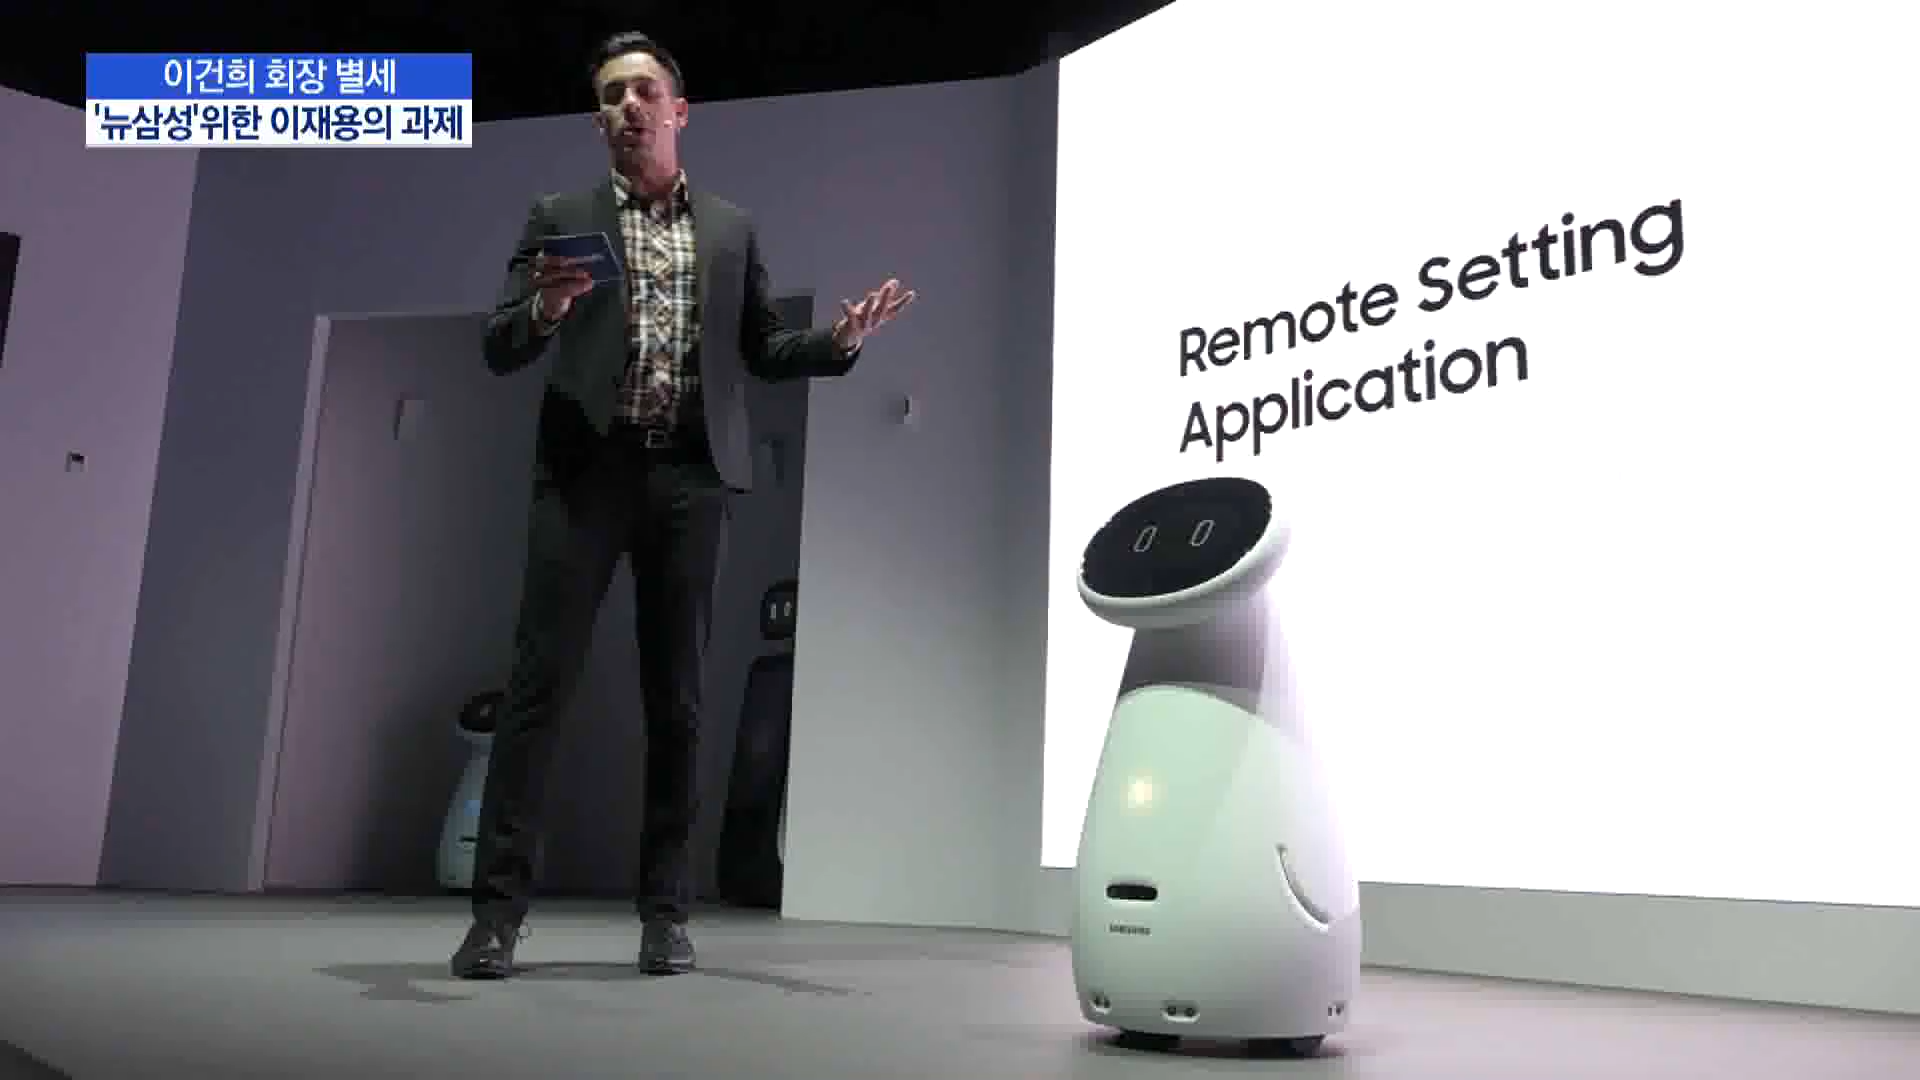 이건희 회장 별세
'뉴삼성'위한 이재용의 과제
Remote Setting
Application
SAMSUNG